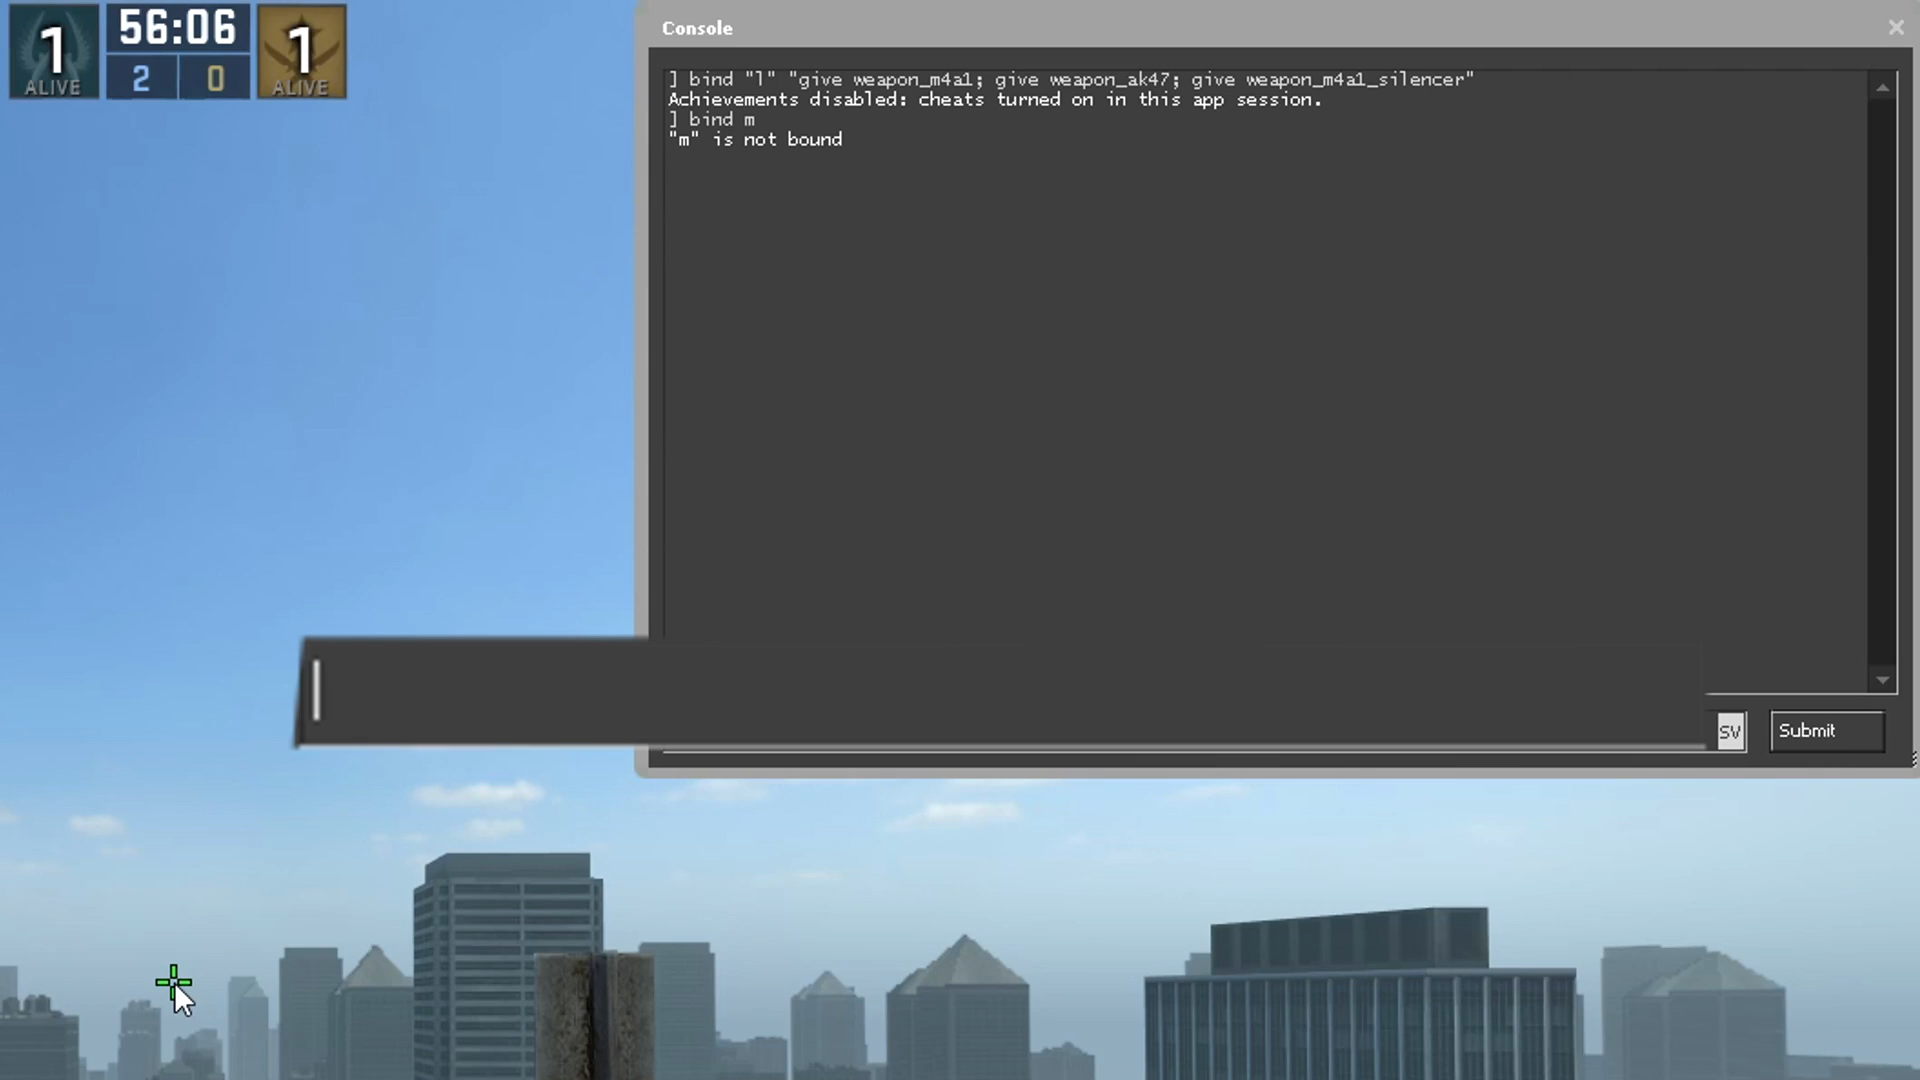 1
ALIVE
56:06
2
0
1
ALIVE
Console
] bind "l" "give weapon_m4a1; give weapon_ak47; give weapon_m4a1_silencer"
Achievements disabled: cheats turned on in this app session.
] bind m
"m" is not bound
SV
Submit